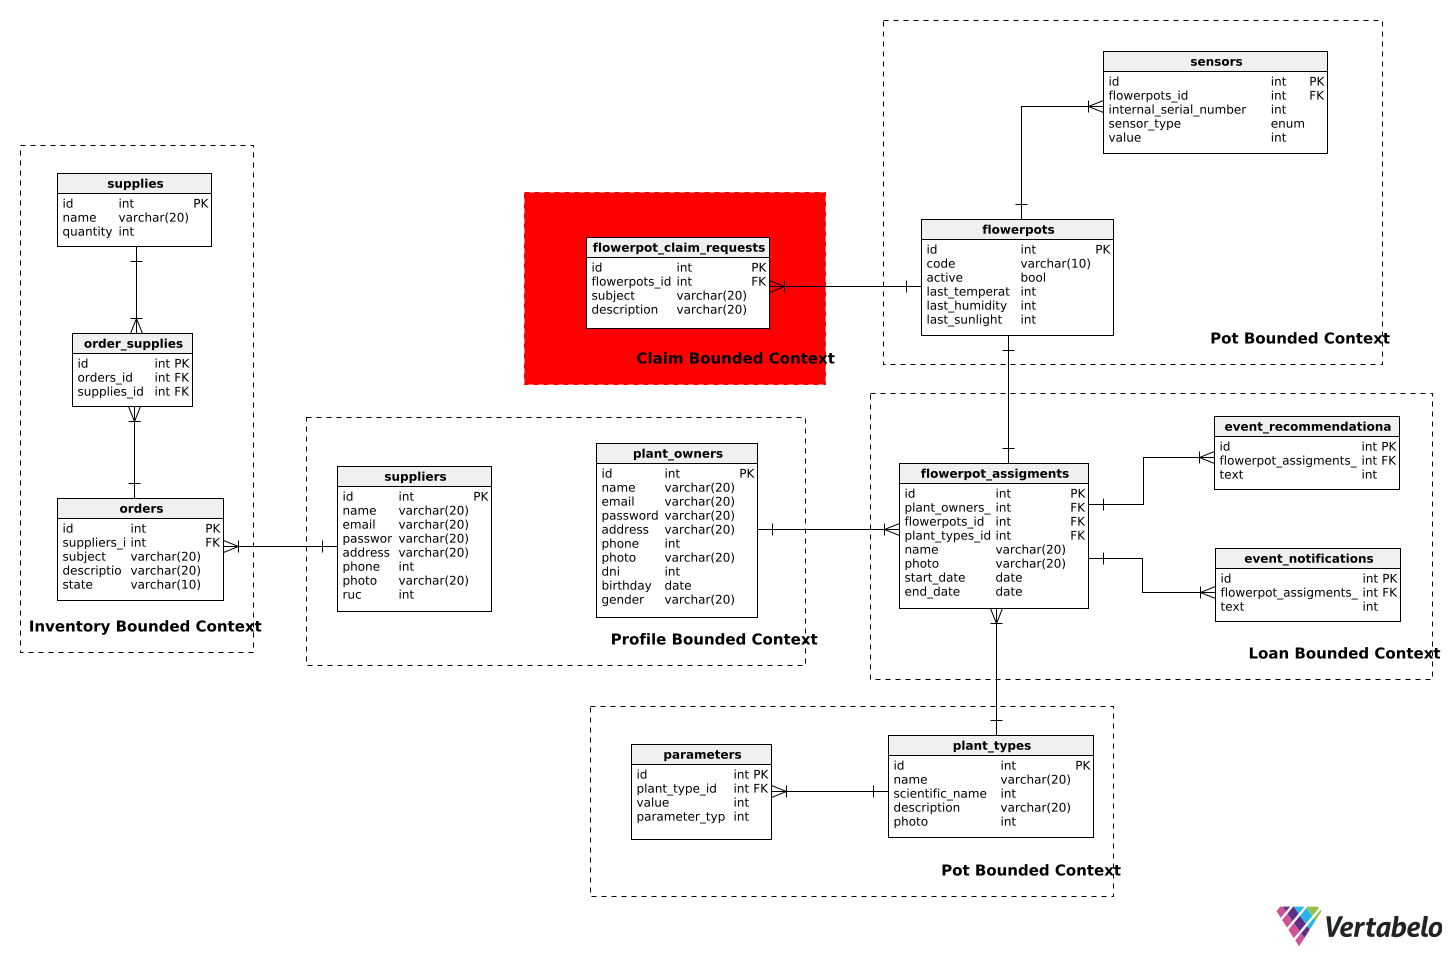 sensors
id int PK
flowerpots_id int FK
internal_serial_number int
sensor_type enum
value int
supplies
id int PK
name varchar(20)
quantity int
flowerpots
id int PK
code varchar(10)
active bool
last_temperat int
last_humidity int
last_sunlight int
Pot Bounded Context
flowerpot_claim_requests
id int PK
flowerpots_id int FK
subject varchar(20)
description varchar(20)
Claim Bounded Context
order_supplies
id int PK
orders_id int FK
supplies_id int FK
orders
id int PK
suppliers_i int FK
subject varchar(20)
descriptio varchar(20)
state varchar(10)
Inventory Bounded Context
suppliers
id int PK
name varchar(20)
email varchar(20)
passwor varchar(20)
address varchar(20)
phone int
photo varchar(20)
ruc int
plant_owners
id int PK
name varchar(20)
email varchar(20)
password varchar(20)
address varchar(20)
phone int
photo varchar(20)
dni int
birthday date
gender varchar(20)
Profile Bounded Context
flowerpot_assigments
id int PK
plant_owners_ int FK
flowerpots_id int FK
plant_types_id int FK
name varchar(20)
photo varchar(20)
start_date date
end_date date
event_recommendationa
id int PK
flowerpot_assigments_ int FK
text int
event_notifications
id int PK
flowerpot_assigments_ int FK
text int
Loan Bounded Context
parameters
id int PK
plant_type_id int FK
value int
parameter_typ int
plant_types
id int PK
name varchar(20)
scientific_name int
description varchar(20)
photo int
Pot Bounded Context
Vertabelo